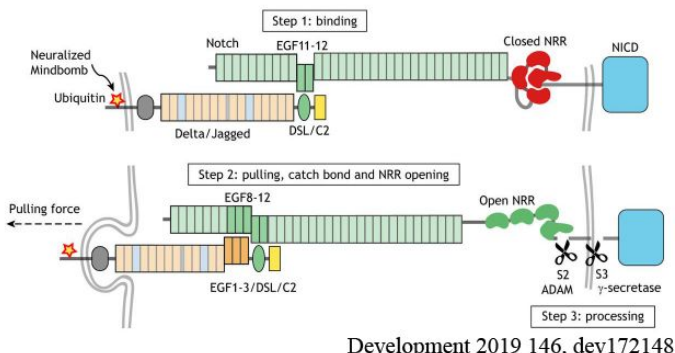 Step 1: binding
Neuralized
Mindbomb
Notch
EGF11-12
Closed NRR
NICD
Ubiquitin
Delta/Jagged
DSL/C2
Step 2: pulling, catch bond and NRR opening
EGF8-12
Pulling force
Open NRR
EGF1-3/DSL/C2
S2
S3
ADAM
γ-secretase
Step 3: processing
Development 2019 146, dev172148